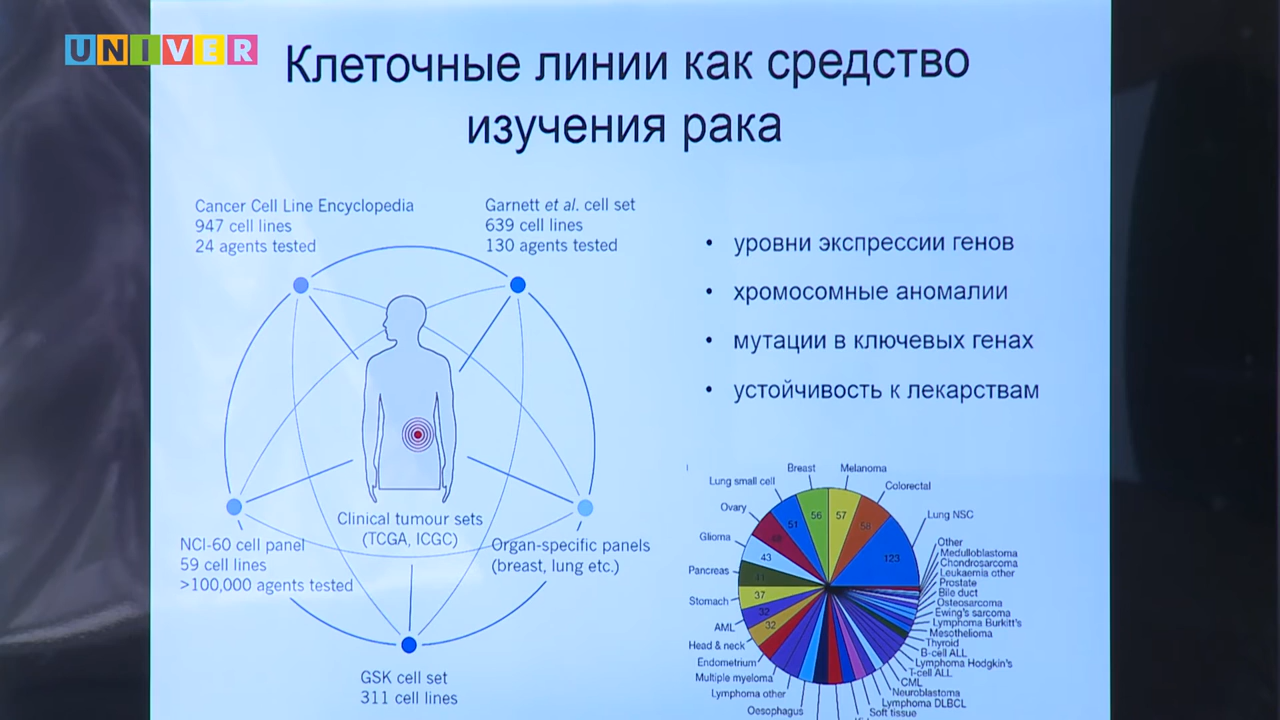 UNIVER
Клеточные линии как средство
изучения рака
Cancer Cell Line Encyclopedia
947 cell lines
24 agents tested
Garnett et al. cell set
639 cell lines
130 agents tested
• уровни экспрессии генов
• хромосомные аномалии
• мутации в ключевых генах
• устойчивость к лекарствам
Clinical tumour sets
(TCGA, ICGC)
NCI-60 cell panel
59 cell lines
>100,000 agents tested
Organ-specific panels
(breast, lung etc.)
GSK cell set
311 cell lines
Breast
Melanoma
Lung small cell
Colorectal
Ovary
Lung NSC
Glioma
Pancreas
Stomach
AML
Head & neck
Endometrium
Multiple myeloma
Lymphoma other
Oesophagus
51
56
57
58
123
43
37
32
32
Other
Medulloblastoma
Chondrosarcoma
Leukaemia other
Prostate
Bile duct
Osteosarcoma
Ewing's sarcoma
Lymphoma Burkitt's
Mesothelioma
Thyroid
B-cell ALL
Lymphoma Hodgkin's
T-cell ALL
CML
Neuroblastoma
Lymphoma DLBCL
Soft tissue